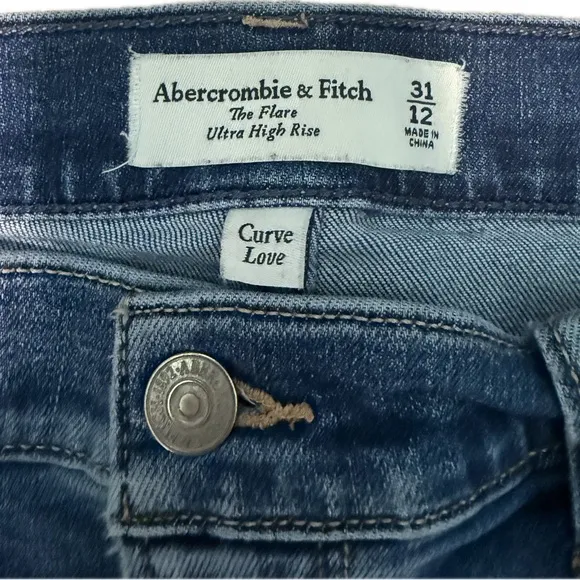 Abercrombie & Fitch
The Flare
Ultra High Rise
31
12
MADE IN
CHINA
Curve
Love